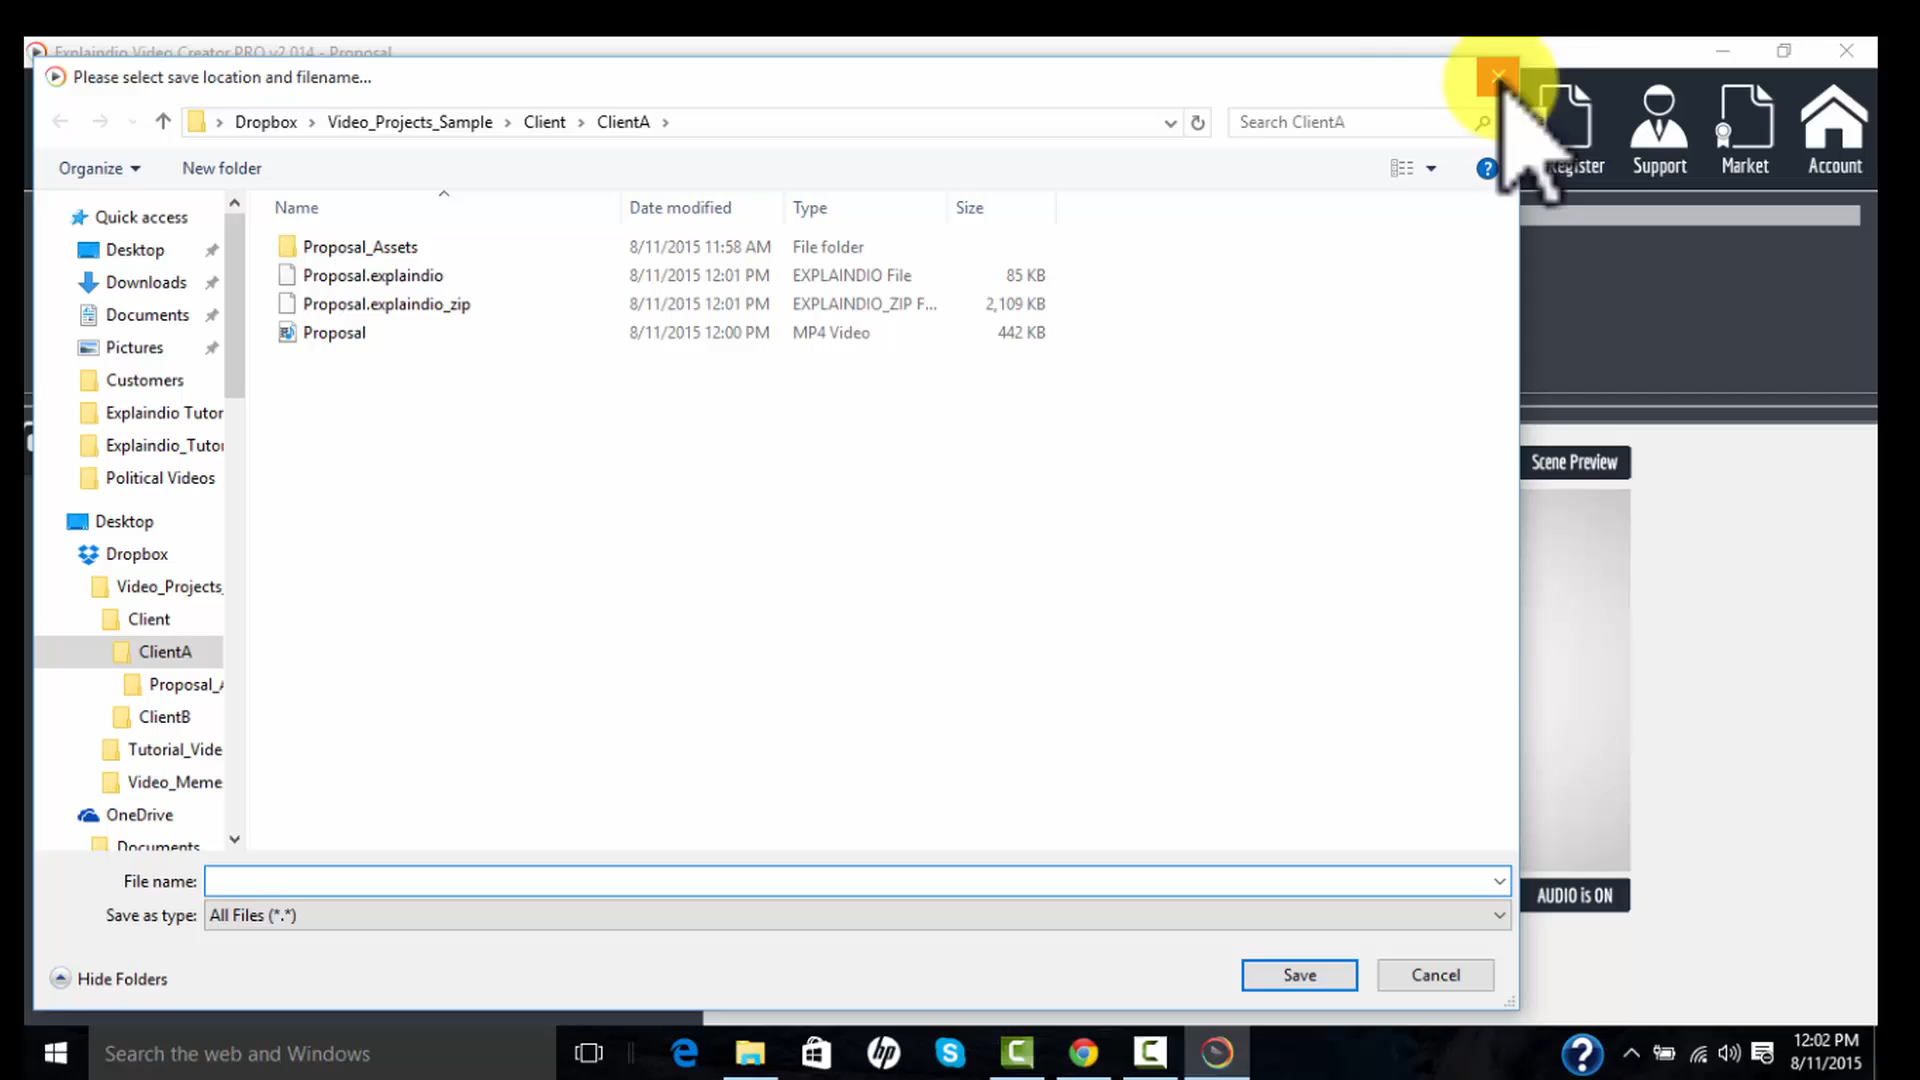 Explaindio Video Creator PRO v2.014 - Proposal
Please select save location and filename...
Dropbox Video_Projects_Sample Client ClientA
Search ClientA
Organize
New folder
?
Register
Support
Market
Account
Name
Date modified
Type
Size
Proposal_Assets 8/11/2015 11:58 AM File folder
Proposal.explaindio 8/11/2015 12:01 PM EXPLAINDIO File 85 KB
Proposal.explaindio_zip 8/11/2015 12:01 PM EXPLAINDIO_ZIP F... 2,109 KB
Proposal 8/11/2015 12:00 PM MP4 Video 442 KB
Quick access
Desktop
Downloads
Documents
Pictures
Customers
Explaindio Tutor
Explaindio_Tutor
Political Videos
Desktop
Dropbox
Video_Projects_
Client
ClientA
Proposal_A
ClientB
Tutorial_Vide
Video_Meme
OneDrive
Documents
Scene Preview
AUDIO is ON
File name:
Save as type: All Files (*.*)
Hide Folders
Save
Cancel
Search the web and Windows
hp
?
12:02 PM
8/11/2015